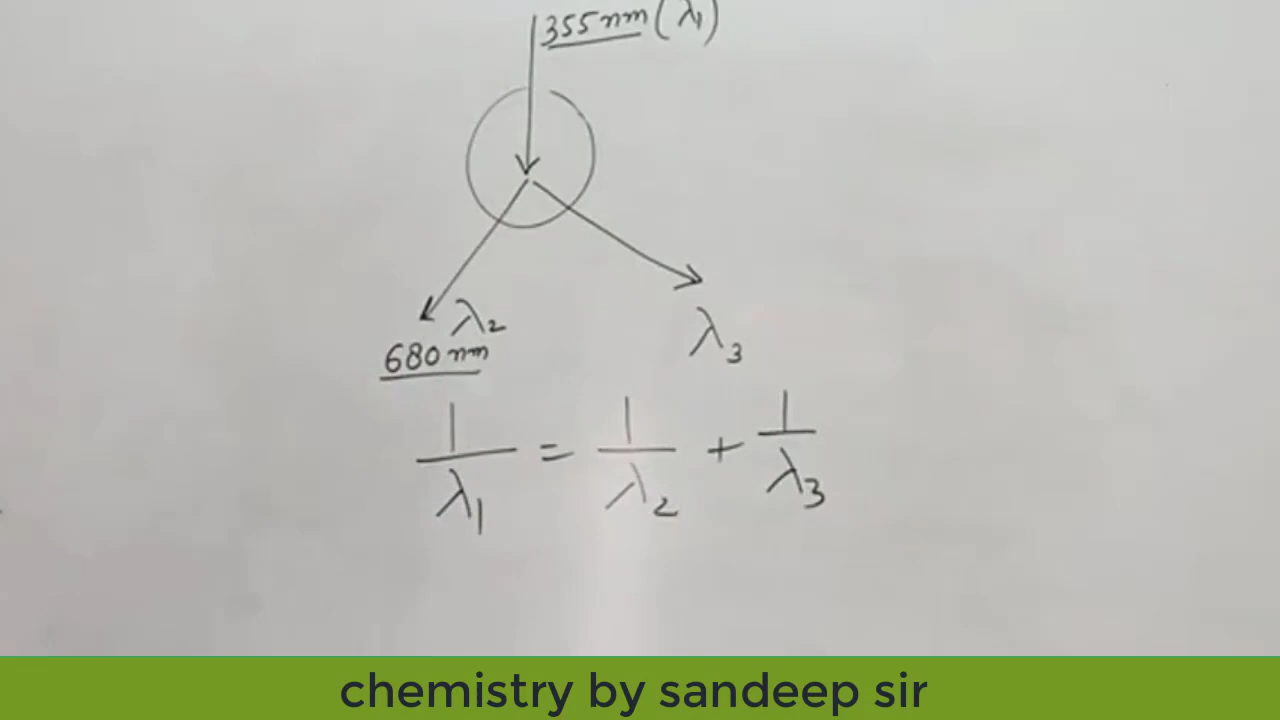 355 nm (λ₁)
λ₂
680 nm
λ₃
1/λ₁ = 1/λ₂ + 1/λ₃
chemistry by sandeep sir